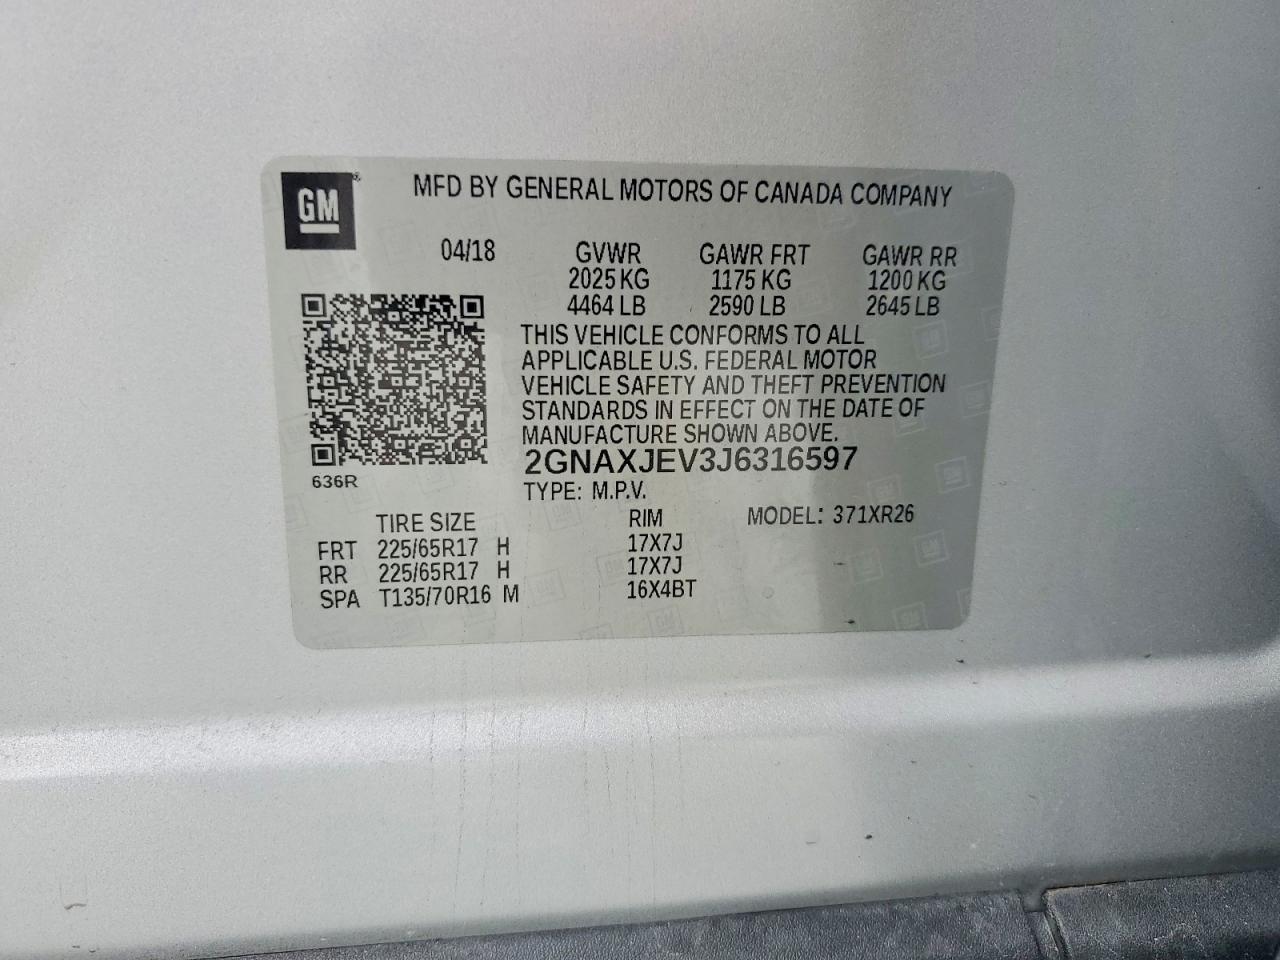 GM®
MFD BY GENERAL MOTORS OF CANADA COMPANY
04/18 GVWR GAWR FRT GAWR RR
2025 KG 1175 KG 1200 KG
4464 LB 2590 LB 2645 LB
THIS VEHICLE CONFORMS TO ALL
APPLICABLE U.S. FEDERAL MOTOR
VEHICLE SAFETY AND THEFT PREVENTION
STANDARDS IN EFFECT ON THE DATE OF
MANUFACTURE SHOWN ABOVE.
2GNAXJEV3J6316597
636R
TYPE: M.P.V.
TIRE SIZE RIM MODEL: 371XR26
FRT 225/65R17 H 17X7J
RR 225/65R17 H 17X7J
SPA T135/70R16 M 16X4BT